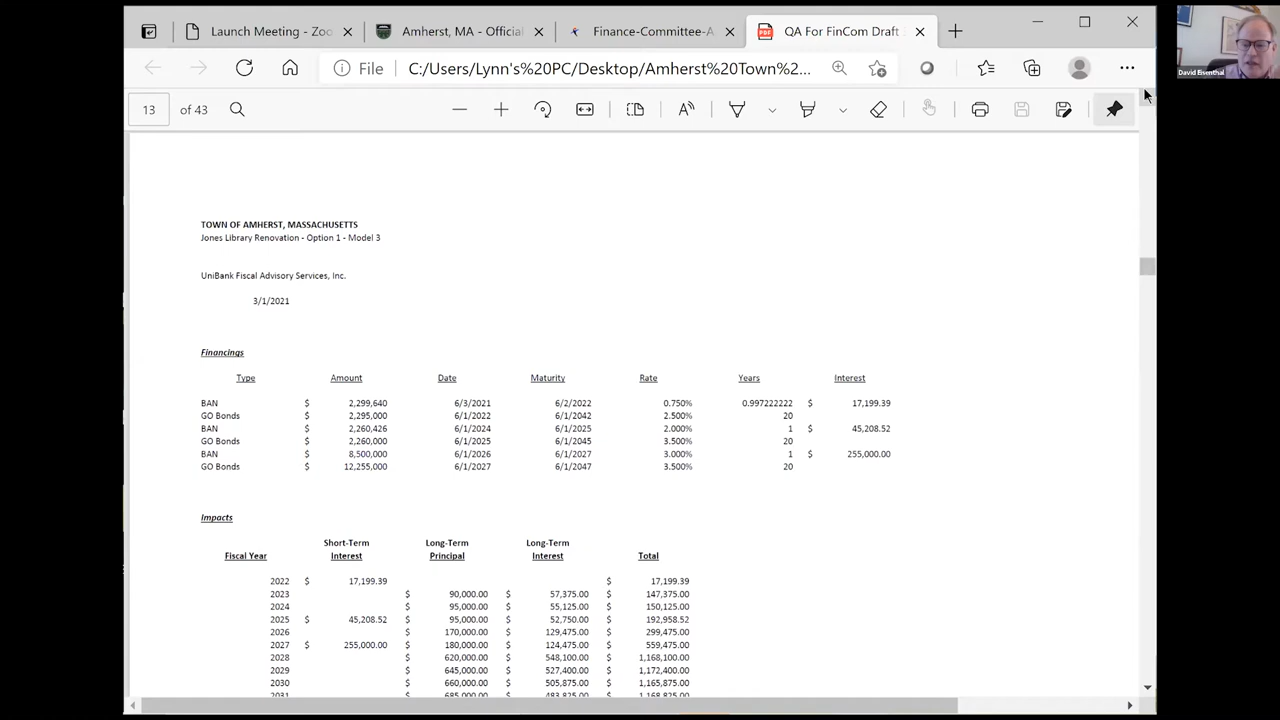 Launch Meeting - Zoo
Amherst, MA - Official
Finance-Committee-A
QA For FinCom Draft
File C:/Users/Lynn's%20PC/Desktop/Amherst%20Town%2...
David Eisenthal
13 of 43
TOWN OF AMHERST, MASSACHUSETTS
Jones Library Renovation - Option 1 - Model 3
UniBank Fiscal Advisory Services, Inc.
3/1/2021
Financings
Type Amount Date Maturity Rate Years Interest
BAN $ 2,299,640 6/3/2021 6/2/2022 0.750% 0.997222222 $ 17,199.39
GO Bonds $ 2,295,000 6/1/2022 6/1/2042 2.500% 20
BAN $ 2,260,426 6/1/2024 6/1/2025 2.000% 1 $ 45,208.52
GO Bonds $ 2,260,000 6/1/2025 6/1/2045 3.500% 20
BAN $ 8,500,000 6/1/2026 6/1/2027 3.000% 1 $ 255,000.00
GO Bonds $ 12,255,000 6/1/2027 6/1/2047 3.500% 20
Impacts
Short-Term Long-Term Long-Term
Fiscal Year Interest Principal Interest Total
2022 $ 17,199.39 $ 17,199.39
2023 $ 90,000.00 $ 57,375.00 $ 147,375.00
2024 $ 95,000.00 $ 55,125.00 $ 150,125.00
2025 $ 45,208.52 $ 95,000.00 $ 52,750.00 $ 192,958.52
2026 $ 170,000.00 $ 129,475.00 $ 299,475.00
2027 $ 255,000.00 $ 180,000.00 $ 124,475.00 $ 559,475.00
2028 $ 620,000.00 $ 548,100.00 $ 1,168,100.00
2029 $ 645,000.00 $ 527,400.00 $ 1,172,400.00
2030 $ 660,000.00 $ 505,875.00 $ 1,165,875.00
2031 $ 685,000.00 $ 483,825.00 $ 1,168,825.00